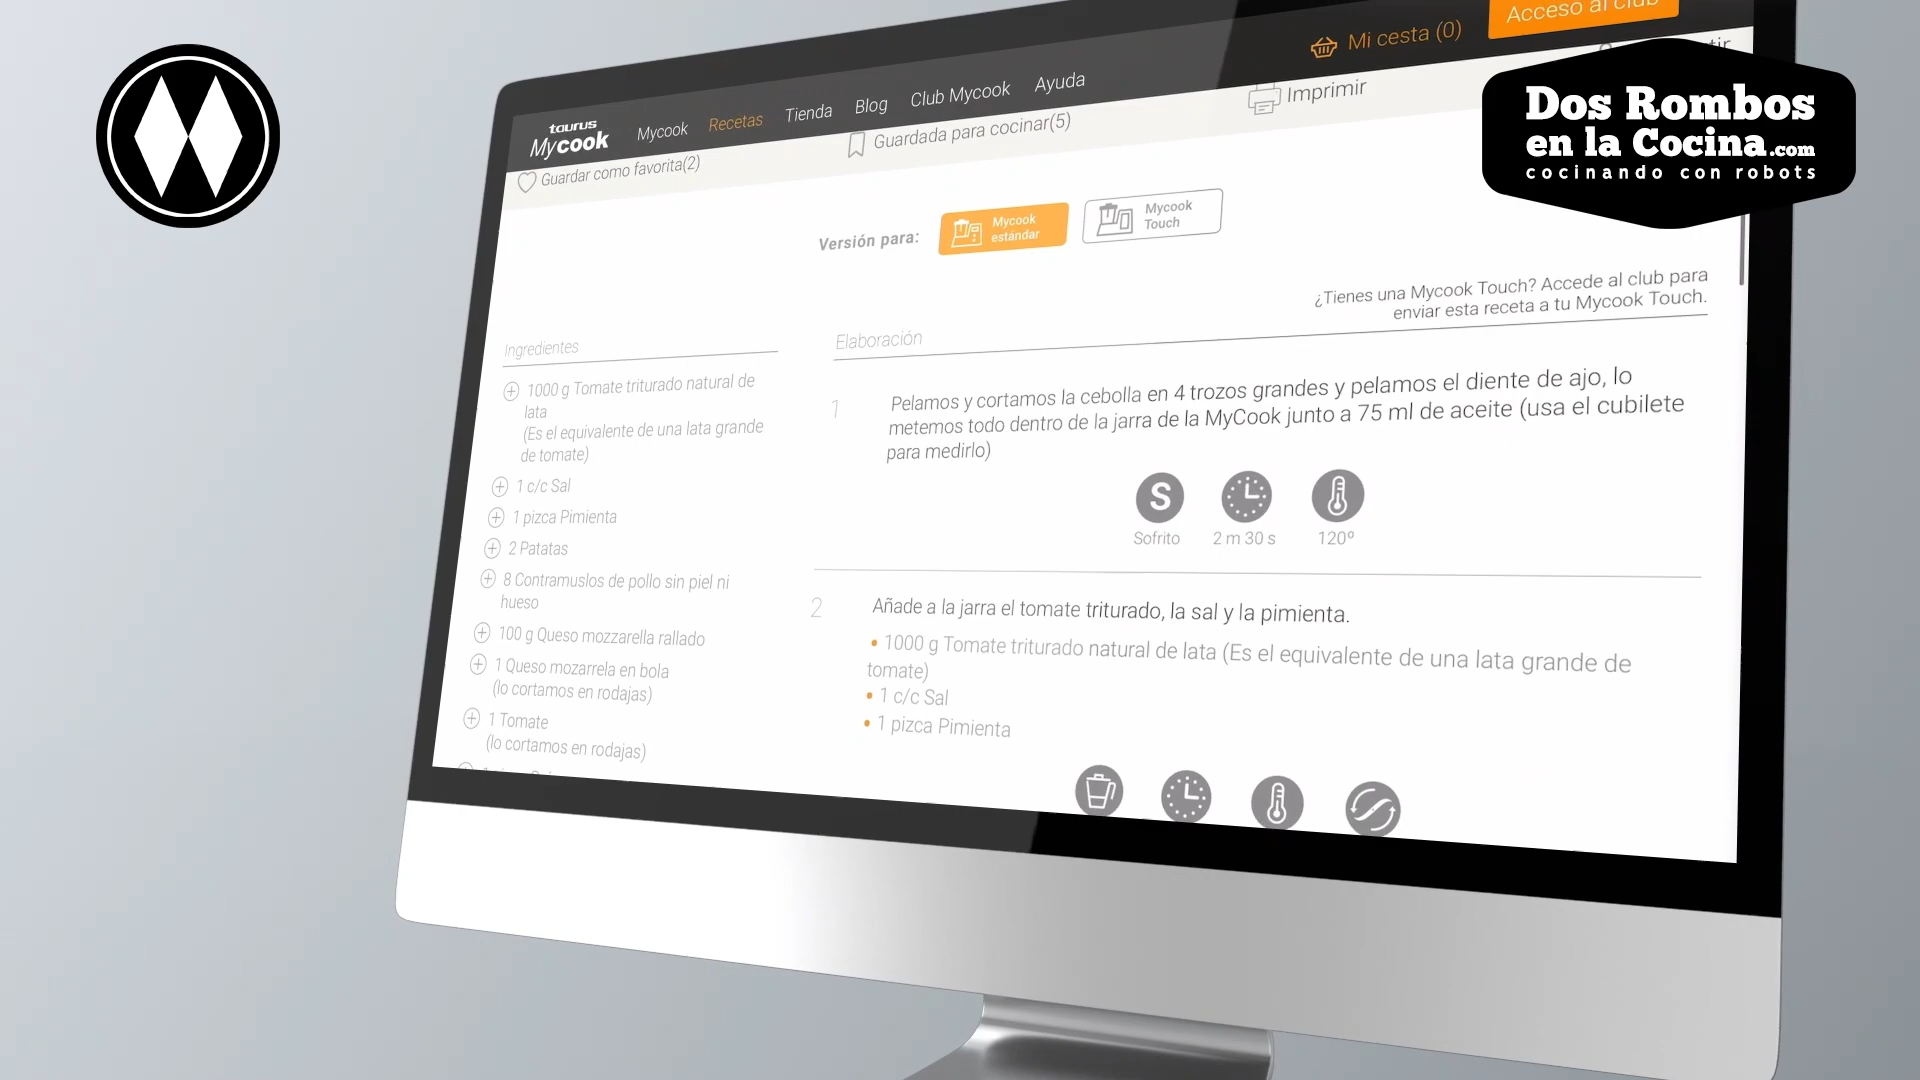 Mi cesta (0)
Acceso al club
taurus
Mycook
Mycook
Recetas
Tienda
Blog
Club Mycook
Ayuda
Guardar como favorita(2)
Guardada para cocinar(5)
Imprimir
Dos Rombos
en la Cocina.com
cocinando con robots
Versión para:
Mycook
estándar
Mycook
Touch
¿Tienes una Mycook Touch? Accede al club para
enviar esta receta a tu Mycook Touch.
Ingredientes
1000 g Tomate triturado natural de
lata
(Es el equivalente de una lata grande
de tomate)
1 c/c Sal
1 pizca Pimienta
2 Patatas
8 Contramuslos de pollo sin piel ni
hueso
100 g Queso mozzarella rallado
1 Queso mozarrela en bola
(lo cortamos en rodajas)
1 Tomate
(lo cortamos en rodajas)
Elaboración
1
Pelamos y cortamos la cebolla en 4 trozos grandes y pelamos el diente de ajo, lo
metemos todo dentro de la jarra de la MyCook junto a 75 ml de aceite (usa el cubilete
para medirlo)
S
Sofrito
2 m 30 s
120º
2
Añade a la jarra el tomate triturado, la sal y la pimienta.
• 1000 g Tomate triturado natural de lata (Es el equivalente de una lata grande de
tomate)
• 1 c/c Sal
• 1 pizca Pimienta